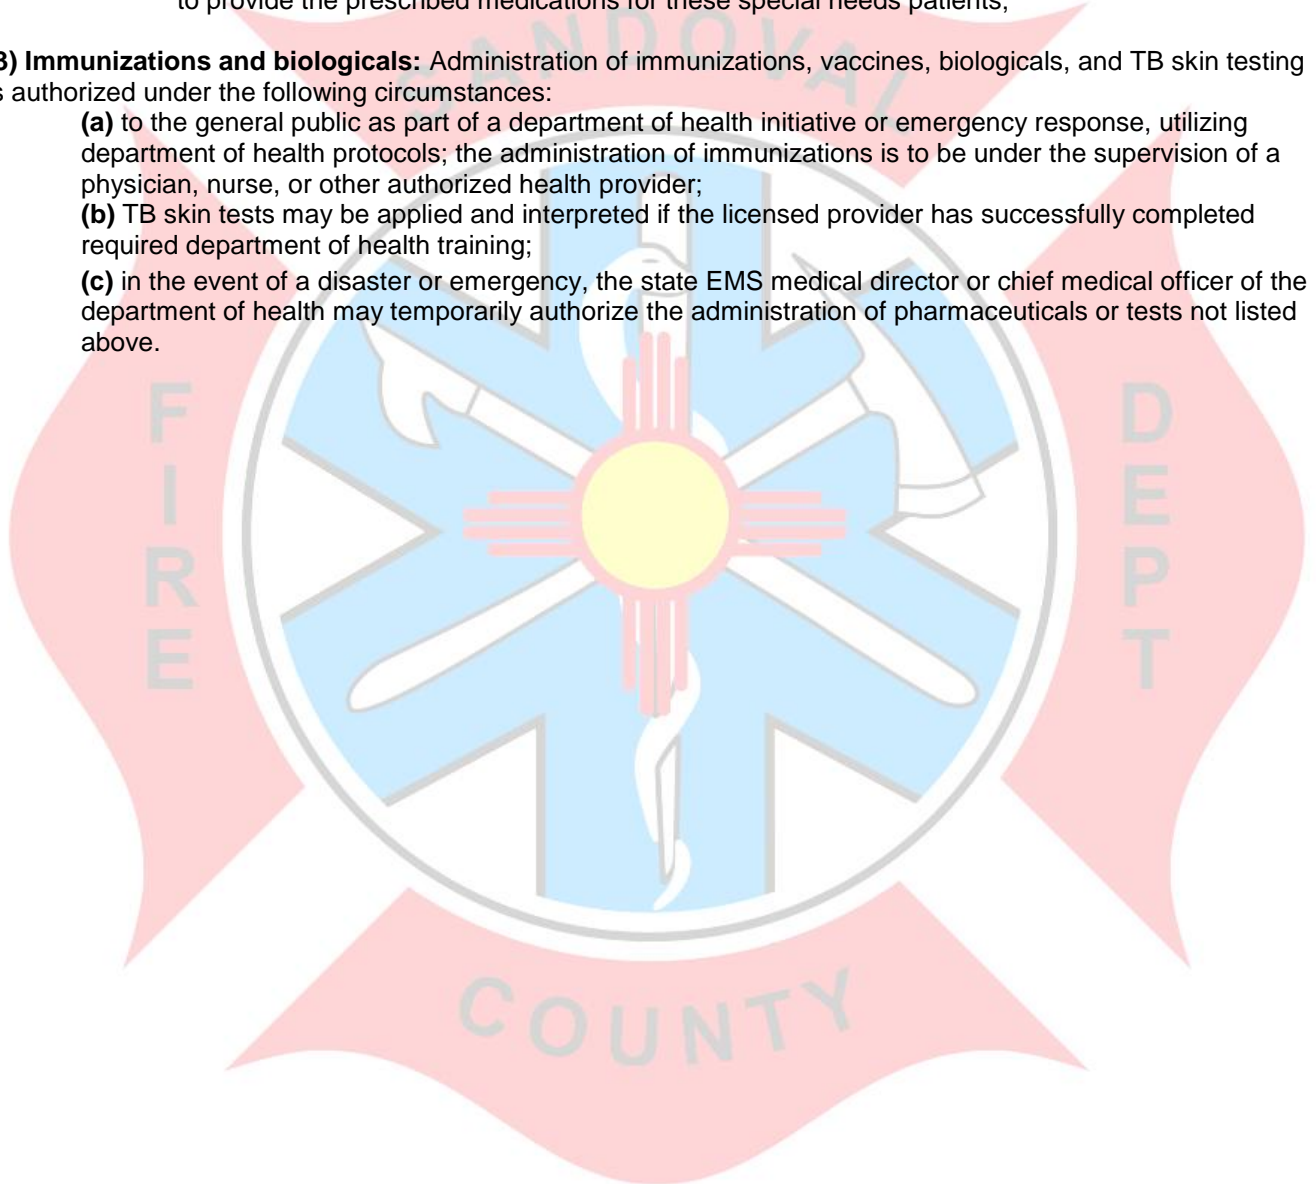 to provide the prescribed medications for these special needs patients;
3) Immunizations and biologicals: Administration of immunizations, vaccines, biologicals, and TB skin testing
s authorized under the following circumstances:
(a) to the general public as part of a department of health initiative or emergency response, utilizing
department of health protocols; the administration of immunizations is to be under the supervision of a
physician, nurse, or other authorized health provider;
(b) TB skin tests may be applied and interpreted if the licensed provider has successfully completed
required department of health training;
(c) in the event of a disaster or emergency, the state EMS medical director or chief medical officer of the
department of health may temporarily authorize the administration of pharmaceuticals or tests not listed
above.
SANDOVAL
FIRE
DEPT
COUNTY